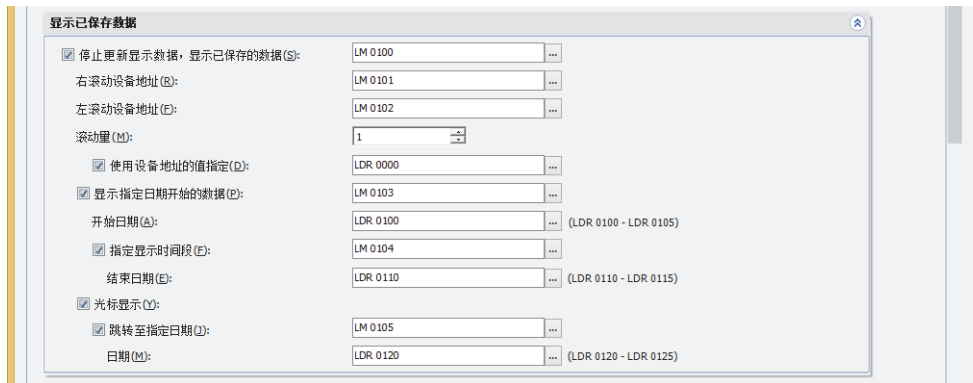 显示已保存数据
停止更新显示数据，显示已保存的数据(S): LM 0100 ...
右滚动设备地址(R): LM 0101 ...
左滚动设备地址(F): LM 0102 ...
滚动量(M): 1
使用设备地址的值指定(D): LDR 0000 ...
显示指定日期开始的数据(P): LM 0103 ...
开始日期(A): LDR 0100 ... (LDR 0100 - LDR 0105)
指定显示时间段(F): LM 0104 ...
结束日期(E): LDR 0110 ... (LDR 0110 - LDR 0115)
光标显示(Y):
跳转至指定日期(J): LM 0105 ...
日期(M): LDR 0120 ... (LDR 0120 - LDR 0125)